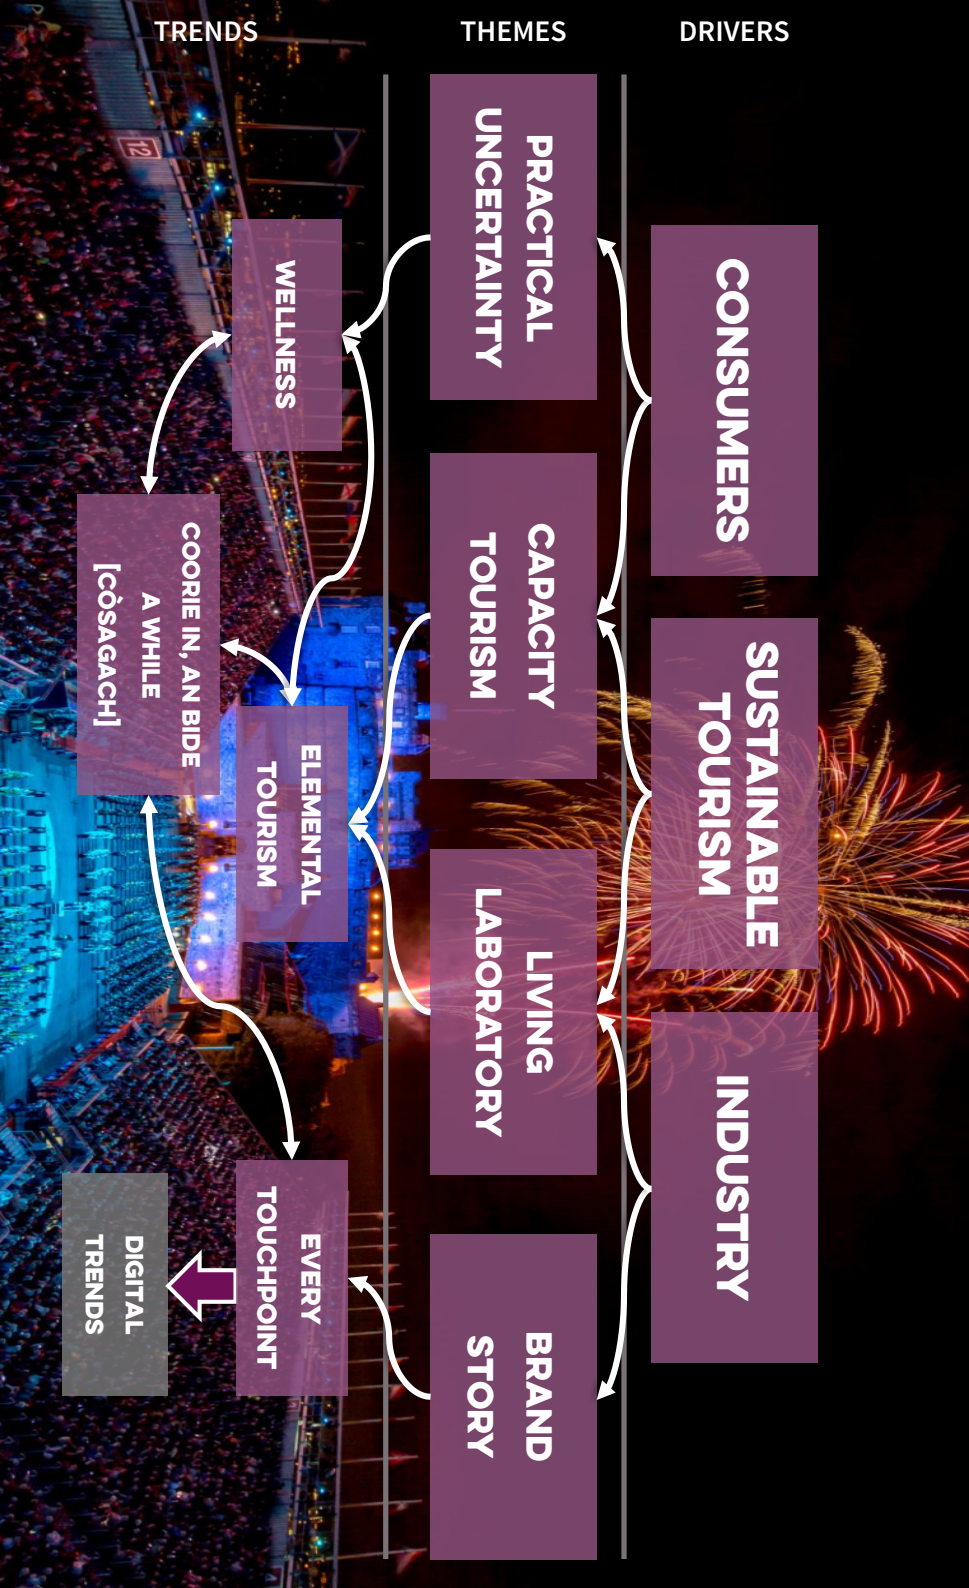 TRENDS
THEMES
DRIVERS
CONSUMERS
SUSTAINABLE
TOURISM
INDUSTRY
PRACTICAL
UNCERTAINTY
CAPACITY
TOURISM
LIVING
LABORATORY
BRAND
STORY
WELLNESS
ELEMENTAL
TOURISM
EVERY
TOUCHPOINT
COORIE IN, AN BIDE
A WHILE
[CÒSAGACH]
DIGITAL
TRENDS
12